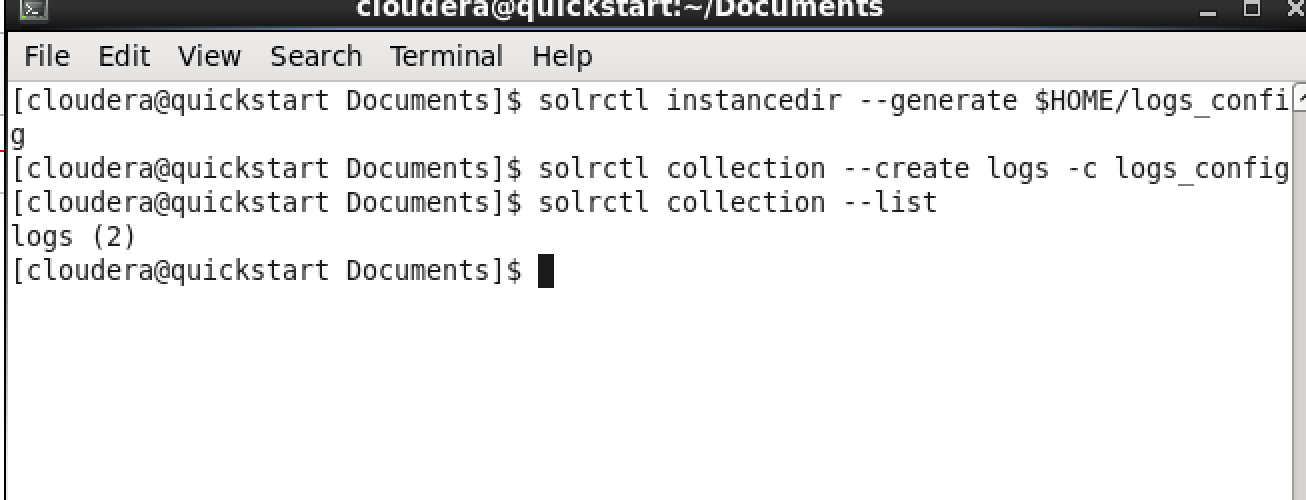 cloudera@quickstart:~/Documents
File Edit View Search Terminal Help
[cloudera@quickstart Documents]$ solrctl instancedir --generate $HOME/logs_confi
g
[cloudera@quickstart Documents]$ solrctl collection --create logs -c logs_config
[cloudera@quickstart Documents]$ solrctl collection --list
logs (2)
[cloudera@quickstart Documents]$